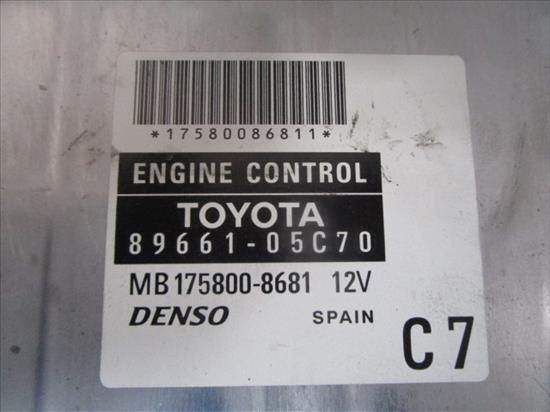 *17580086811*
ENGINE CONTROL
TOYOTA
89661-05C70
MB175800-8681 12V
DENSO SPAIN
C7